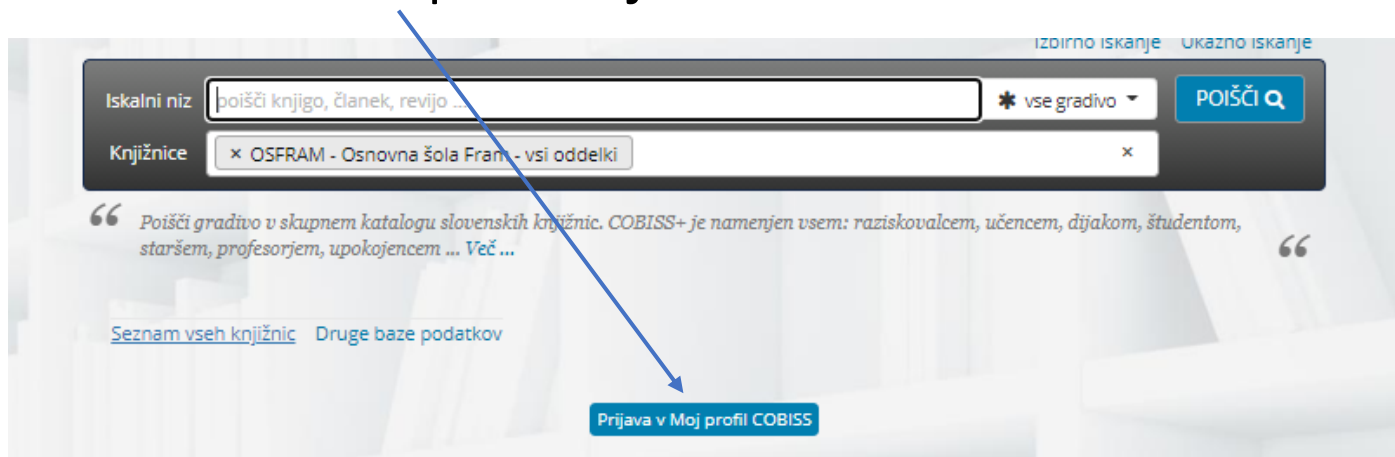 Izbirno iskanje Ukazno iskanje
Iskalni niz poišči knjigo, članek, revijo ... ✱ vse gradivo POIŠČI
Knjižnice × OSFRAM - Osnovna šola Fram - vsi oddelki ×
“ Poišči gradivo v skupnem katalogu slovenskih knjižnic. COBISS+ je namenjen vsem: raziskovalcem, učencem, dijakom, študentom,
staršem, profesorjem, upokojencem ... Več ... “
Seznam vseh knjižnic Druge baze podatkov
Prijava v Moj profil COBISS